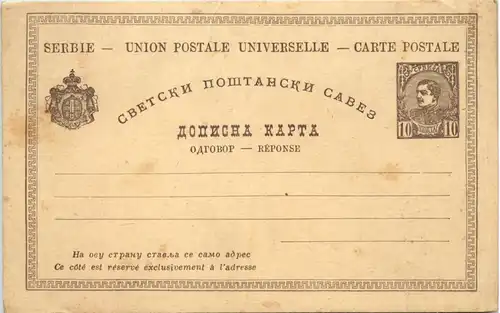 SERBIE — UNION POSTALE UNIVERSELLE — CARTE POSTALE
СВЕТСКИ ПОШТАНСКИ САВЕЗ
СРБИЈА
10 10
ДОПИСНА КАРТА
ОДГОВОР — RÉPONSE
На ову страну ставља се само адрес
Ce côté est réservé exclusivement à l'adresse